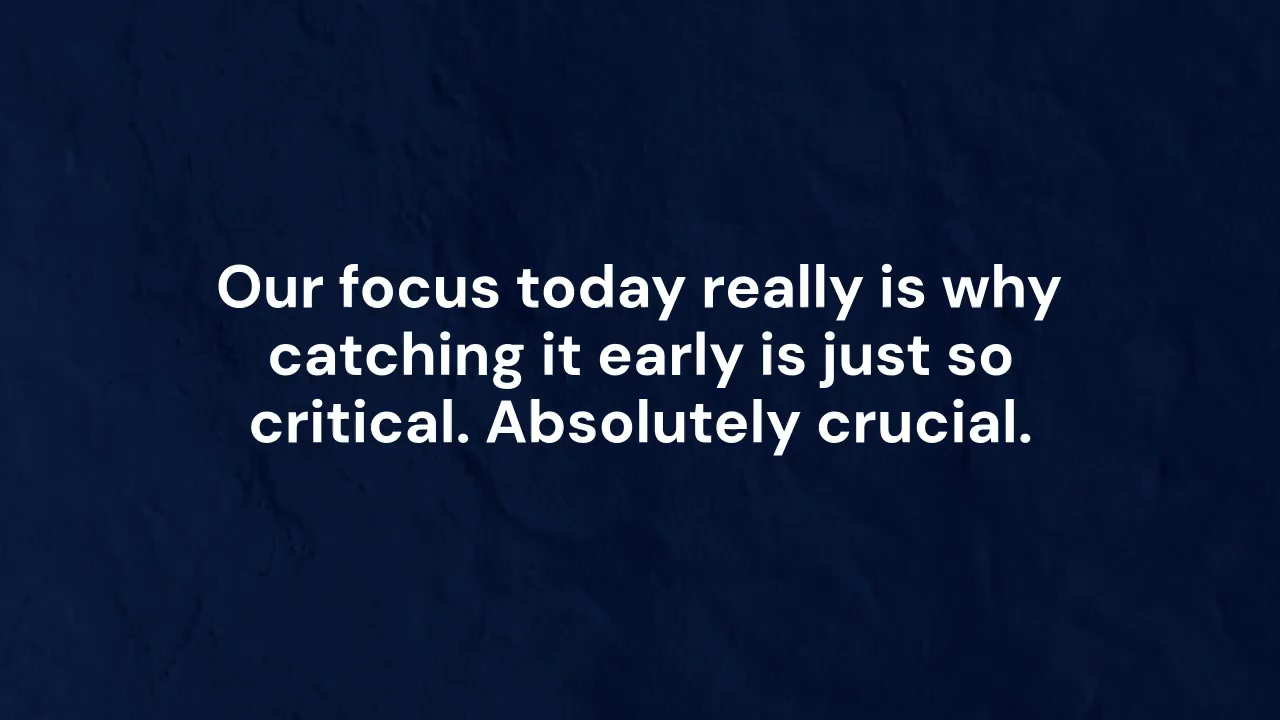 Our focus today really is why
catching it early is just so
critical. Absolutely crucial.